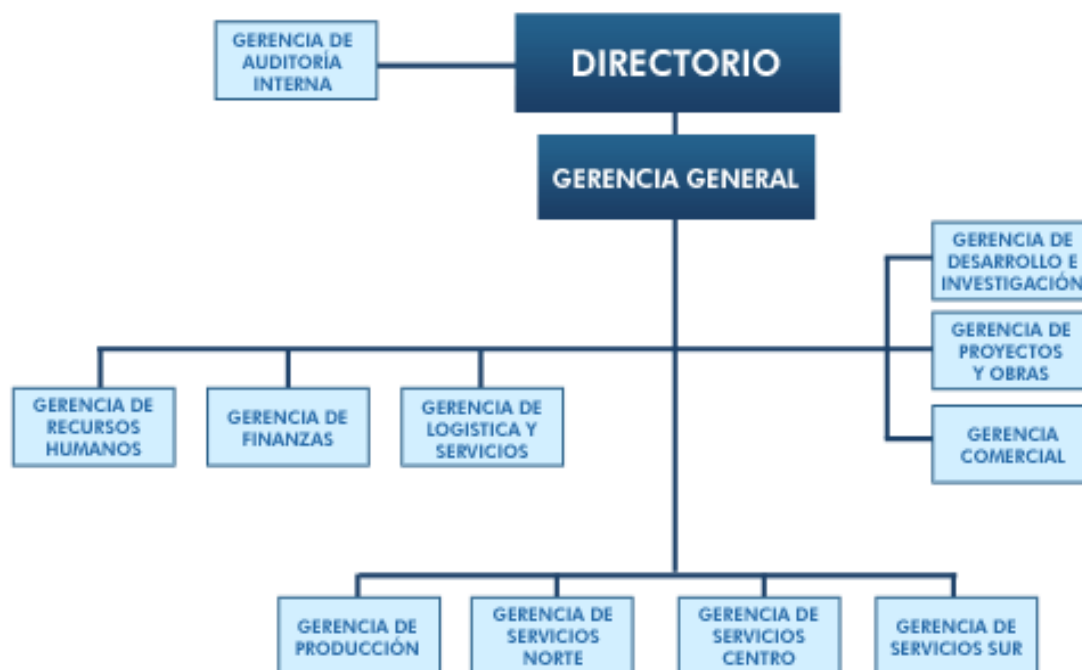 GERENCIA DE
AUDITORÍA
INTERNA
DIRECTORIO
GERENCIA GENERAL
GERENCIA DE
DESARROLLO E
INVESTIGACIÓN
GERENCIA DE
PROYECTOS
Y OBRAS
GERENCIA
COMERCIAL
GERENCIA DE
RECURSOS
HUMANOS
GERENCIA DE
FINANZAS
GERENCIA DE
LOGISTICA Y
SERVICIOS
GERENCIA DE
PRODUCCIÓN
GERENCIA DE
SERVICIOS
NORTE
GERENCIA DE
SERVICIOS
CENTRO
GERENCIA DE
SERVICIOS SUR